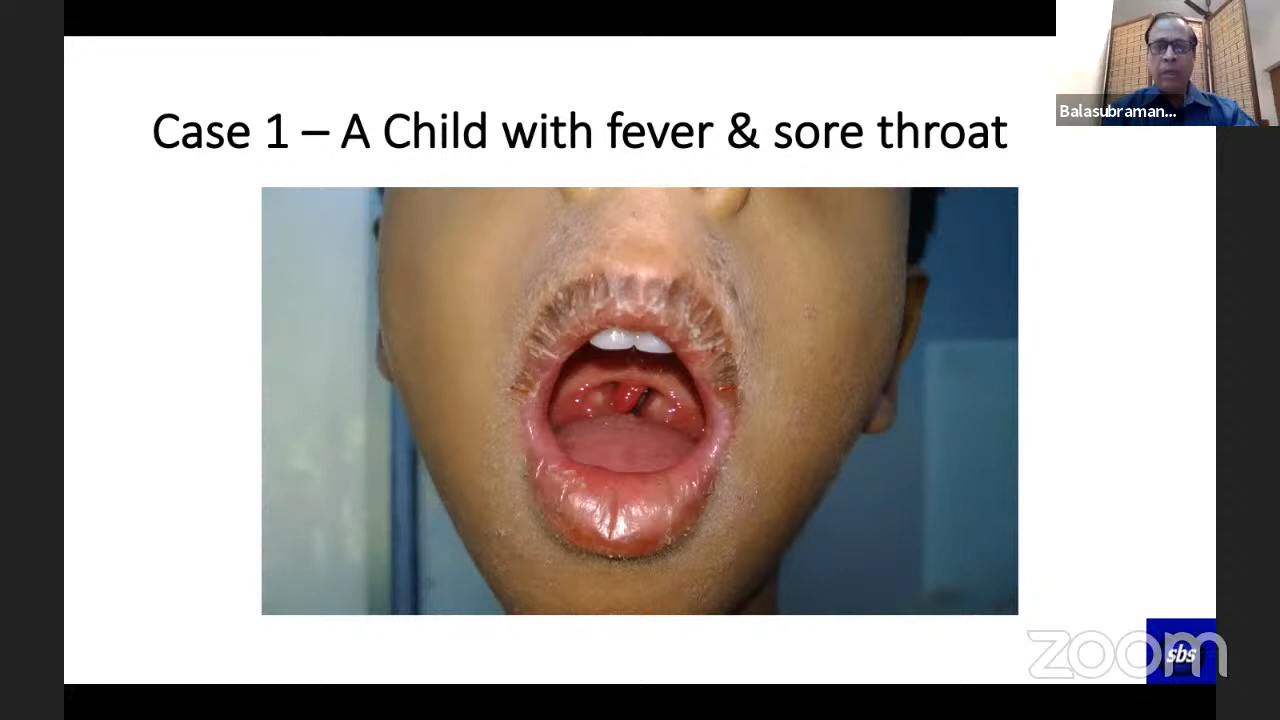 Balasubraman...
Case 1 – A Child with fever & sore throat
zoom
sbs